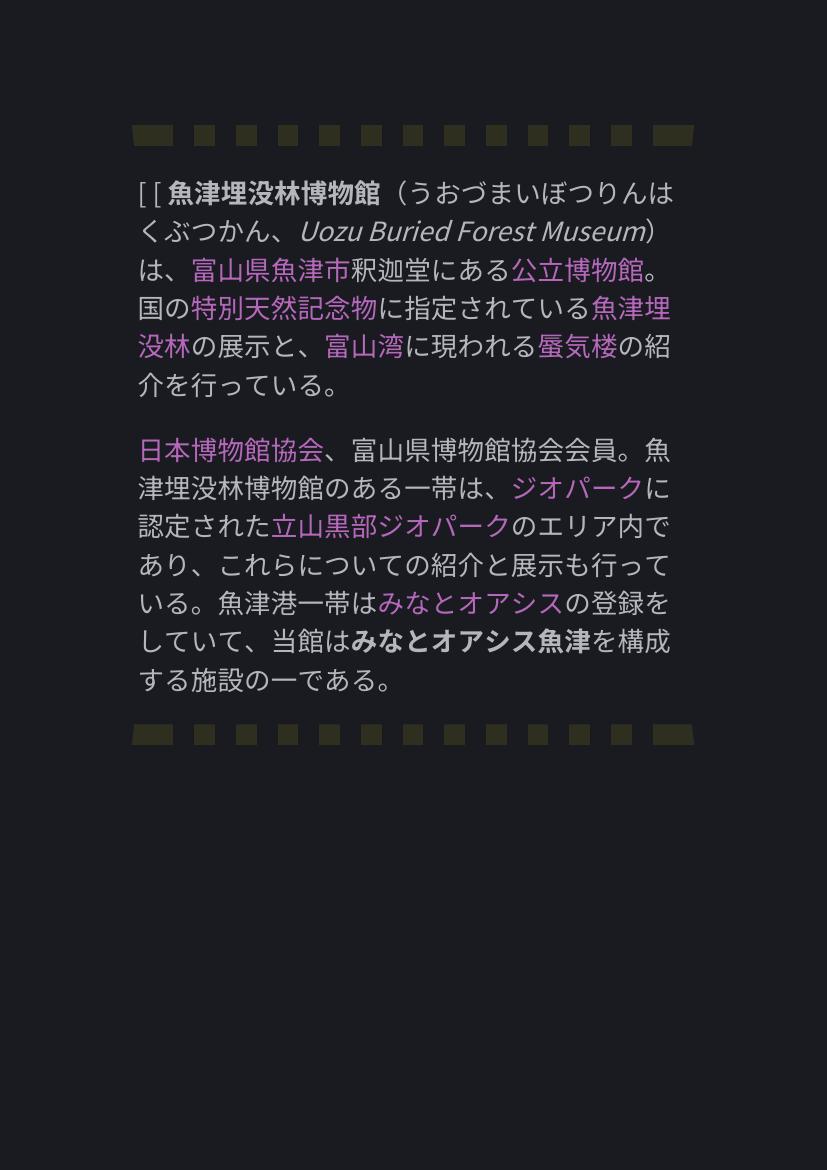 [ [ 魚津埋没林博物館（うおづまいぼつりんは
くぶつかん、Uozu Buried Forest Museum）
は、富山県魚津市釈迦堂にある公立博物館。
国の特別天然記念物に指定されている魚津埋
没林の展示と、富山湾に現われる蜃気楼の紹
介を行っている。
日本博物館協会、富山県博物館協会会員。魚
津埋没林博物館のある一帯は、ジオパークに
認定された立山黒部ジオパークのエリア内で
あり、これらについての紹介と展示も行って
いる。魚津港一帯はみなとオアシスの登録を
していて、当館はみなとオアシス魚津を構成
する施設の一である。